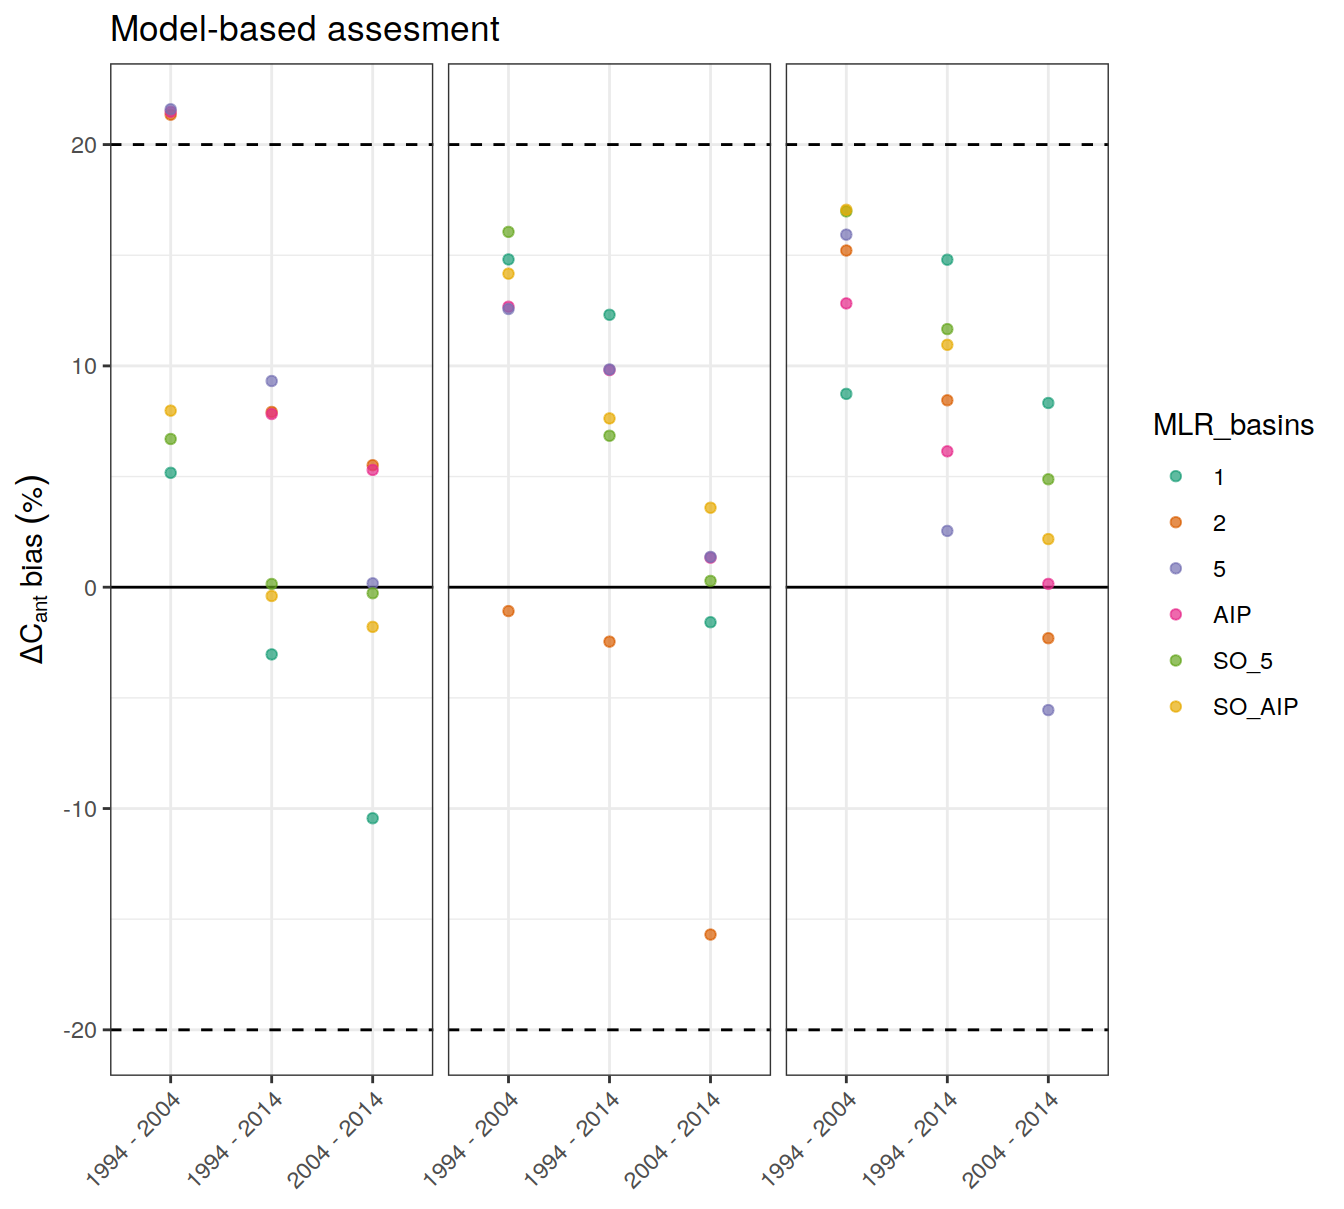 Model-based assesment
ΔCant bias (%)
20
10
0
-10
-20
1994 - 2004
1994 - 2014
2004 - 2014
1994 - 2004
1994 - 2014
2004 - 2014
1994 - 2004
1994 - 2014
2004 - 2014
MLR_basins
1
2
5
AIP
SO_5
SO_AIP